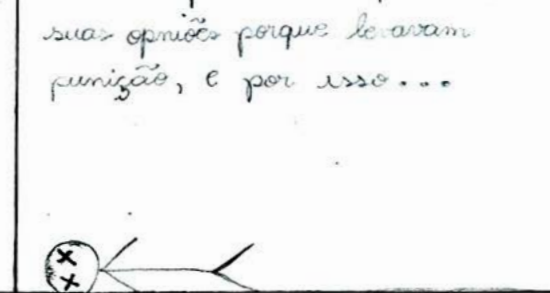 suas opniões porque levavam
punição, e por isso...